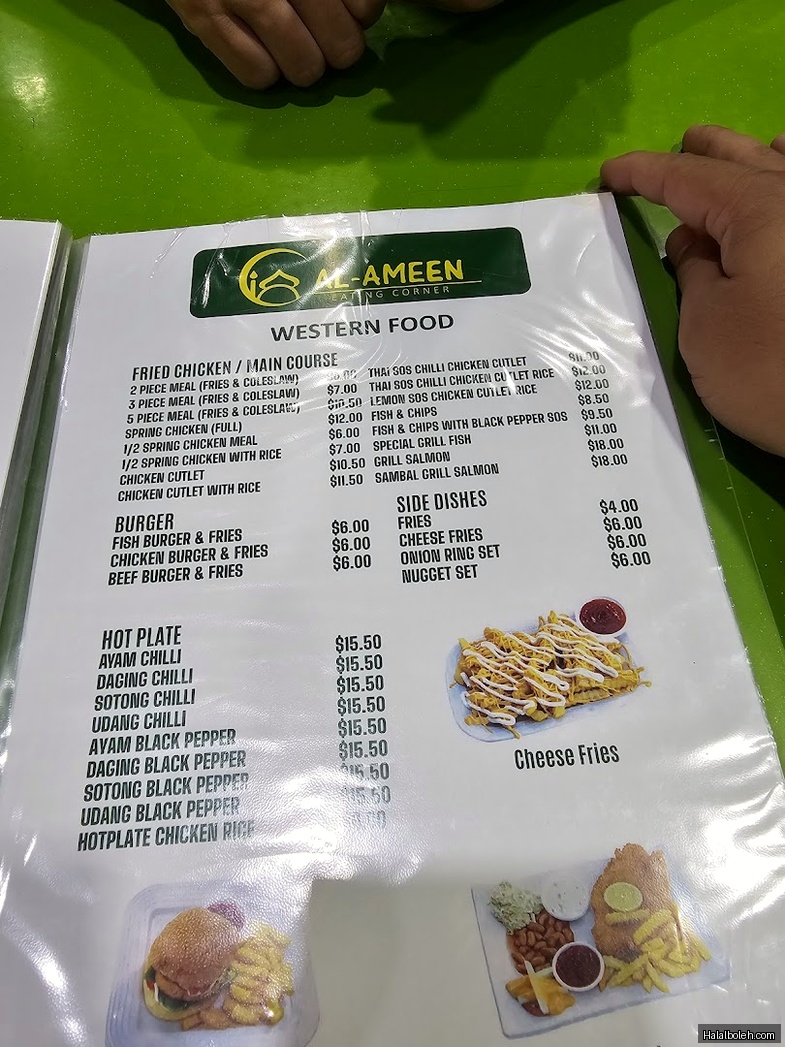 AL-AMEEN
EATING CORNER
WESTERN FOOD
FRIED CHICKEN / MAIN COURSE
2 PIECE MEAL (FRIES & COLESLAW)
3 PIECE MEAL (FRIES & COLESLAW) $7.00
5 PIECE MEAL (FRIES & COLESLAW) $10.50
SPRING CHICKEN (FULL) $12.00
1/2 SPRING CHICKEN MEAL $6.00
1/2 SPRING CHICKEN WITH RICE $7.00
CHICKEN CUTLET $10.50
CHICKEN CUTLET WITH RICE $11.50
THAI SOS CHILLI CHICKEN CUTLET $11.00
THAI SOS CHILLI CHICKEN CUTLET RICE $12.00
LEMON SOS CHICKEN CUTLET RICE $12.00
FISH & CHIPS $8.50
FISH & CHIPS WITH BLACK PEPPER SOS $9.50
SPECIAL GRILL FISH $11.00
GRILL SALMON $18.00
SAMBAL GRILL SALMON $18.00
BURGER
FISH BURGER & FRIES $6.00
CHICKEN BURGER & FRIES $6.00
BEEF BURGER & FRIES $6.00
SIDE DISHES
FRIES $4.00
CHEESE FRIES $6.00
ONION RING SET $6.00
NUGGET SET $6.00
HOT PLATE
AYAM CHILLI $15.50
DAGING CHILLI $15.50
SOTONG CHILLI $15.50
UDANG CHILLI $15.50
AYAM BLACK PEPPER $15.50
DAGING BLACK PEPPER $15.50
SOTONG BLACK PEPPER $15.50
UDANG BLACK PEPPER $15.50
HOTPLATE CHICKEN RICE
Cheese Fries
Halalboleh.com